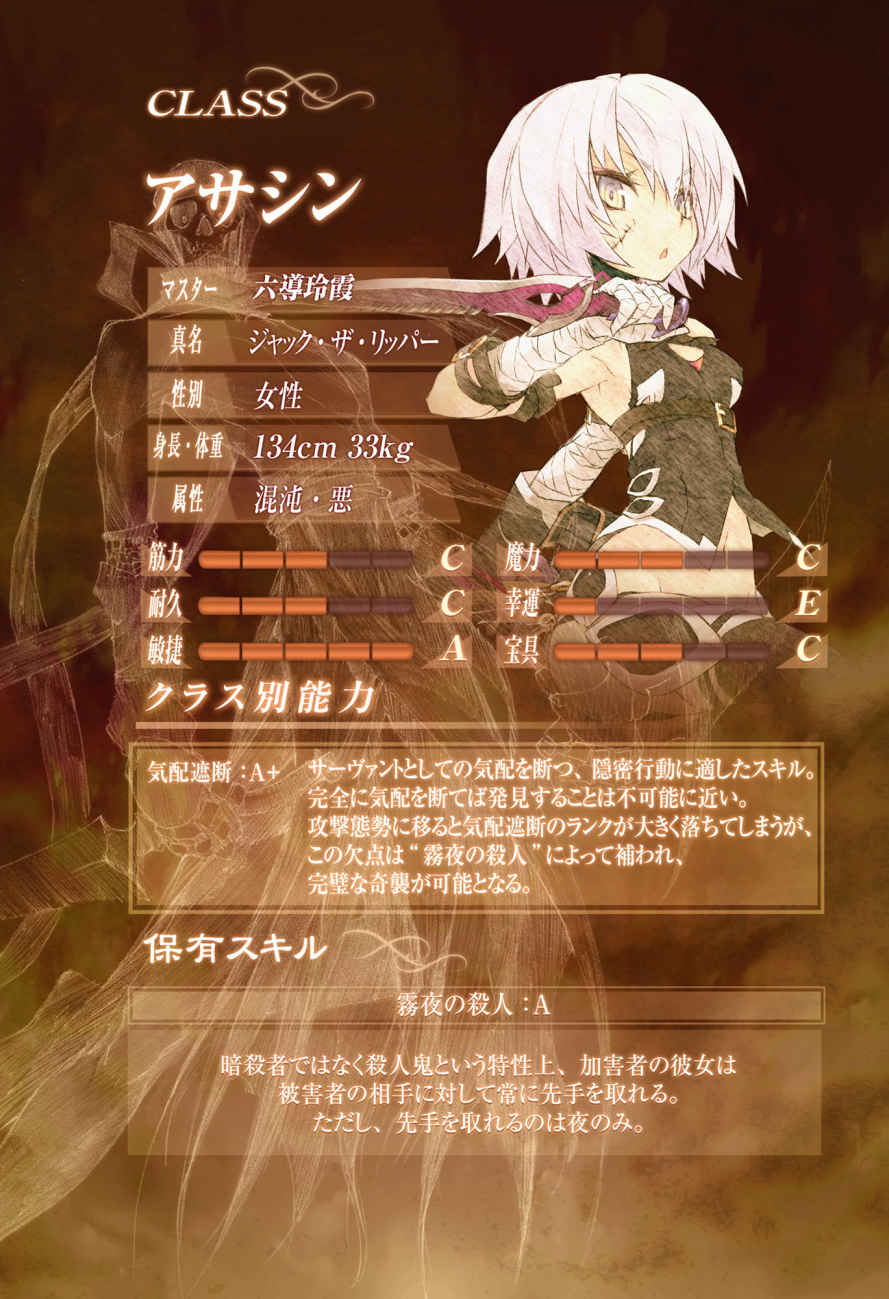 CLASS
アサシン
マスター 六導玲霞
真名 ジャック・ザ・リッパー
性別 女性
身長・体重 134cm 33kg
属性 混沌・悪
筋力 C 魔力 C
耐久 C 幸運 E
敏捷 A 宝具 C
クラス別能力
気配遮断：A+ サーヴァントとしての気配を断つ、隠密行動に適したスキル。
完全に気配を断てば発見することは不可能に近い。
攻撃態勢に移ると気配遮断のランクが大きく落ちてしまうが、
この欠点は“霧夜の殺人”によって補われ、
完璧な奇襲が可能となる。
保有スキル
霧夜の殺人：A
暗殺者ではなく殺人鬼という特性上、加害者の彼女は
被害者の相手に対して常に先手を取れる。
ただし、先手を取れるのは夜のみ。